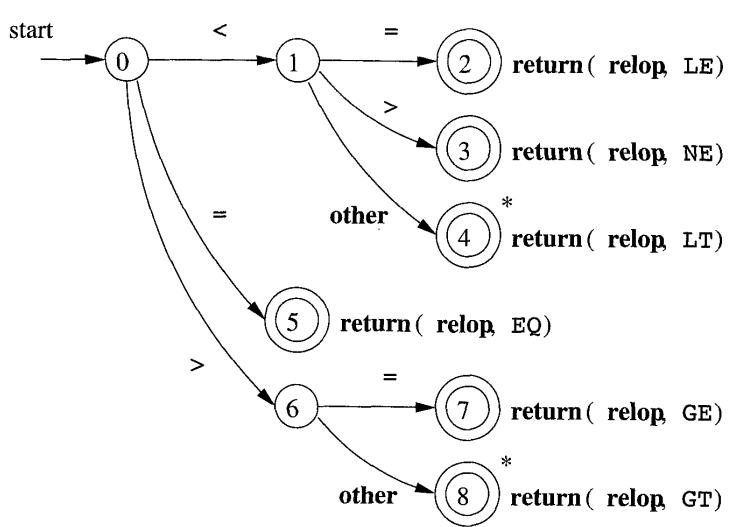 start
<
=
0
1
2
return( relop, LE)
>
3
return( relop, NE)
*
other
4
return( relop, LT)
=
5
return( relop, EQ)
>
=
6
7
return( relop, GE)
*
other
8
return( relop, GT)